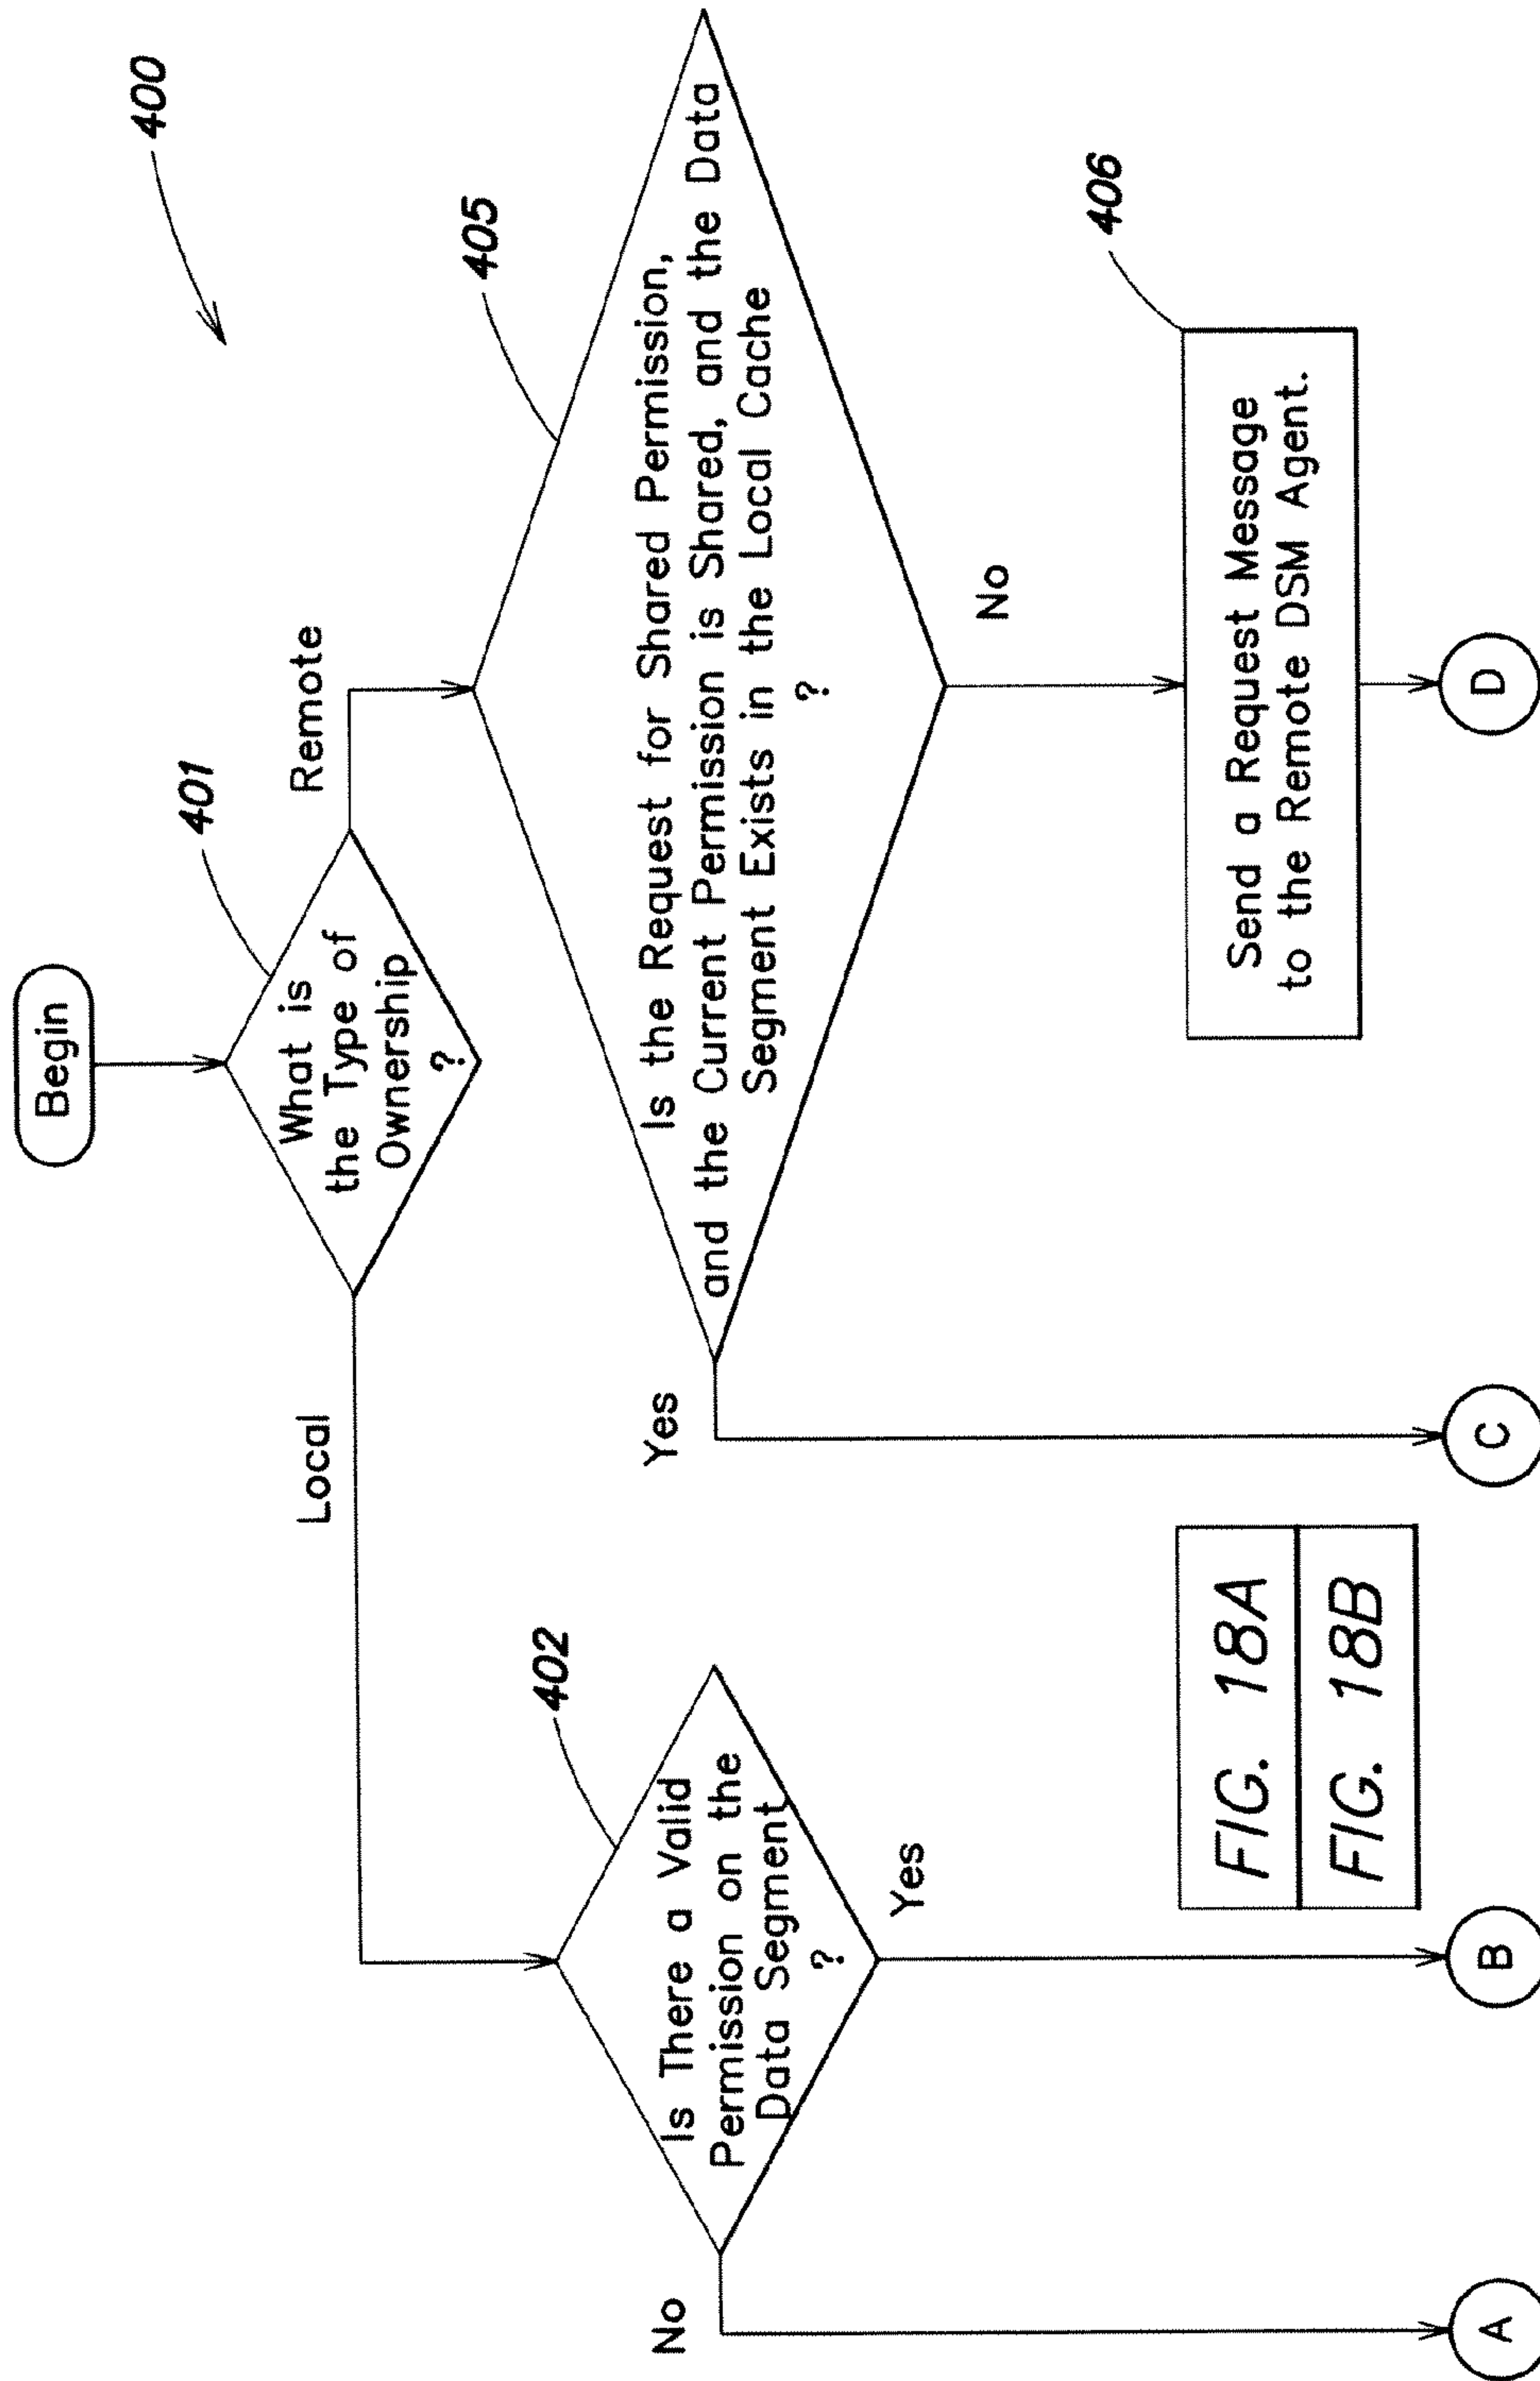 400
Begin
401
What is
the Type of
Ownership
?
Local
Remote
402
Is There a Valid
Permission on the
Data Segment
?
No
Yes
405
Is the Request for Shared Permission,
and the Current Permission is Shared, and the Data
Segment Exists in the Local Cache
?
Yes
No
406
Send a Request Message
to the Remote DSM Agent.
FIG. 18A
FIG. 18B
A
B
C
D